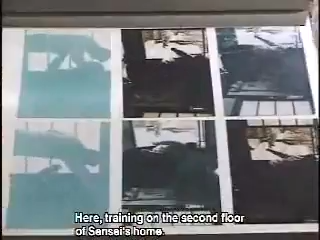 Here, training on the second floor
of Sensei's home.